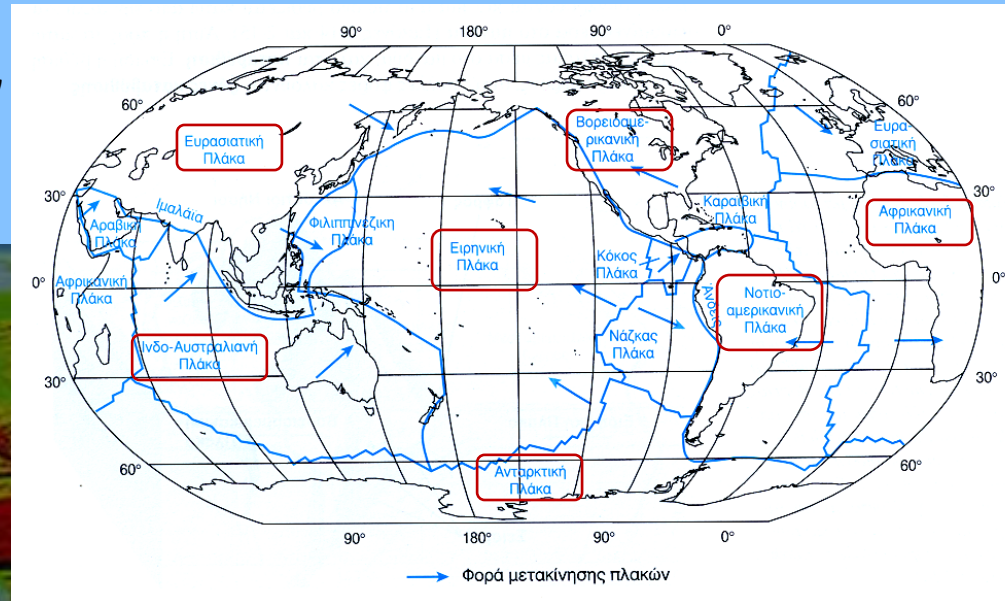 90°
180°
90°
0°
60°
60°
Ευρασιατική
Πλάκα
Βορειοαμε-
ρικανική
Πλάκα
Ευρα-
σιατική
Πλάκα
30°
30°
Ιμαλάια
Αραβική
Πλάκα
Φιλιππινέζικη
Πλάκα
Καραϊβική
Πλάκα
Αφρικανική
Πλάκα
Ειρηνική
Πλάκα
Κόκος
Πλάκα
0°
0°
Αφρικανική
Πλάκα
Άνδεις
Νοτιο-
αμερικανική
Πλάκα
Νάζκας
Πλάκα
Ινδο-Αυστραλιανή
Πλάκα
30°
30°
60°
60°
Ανταρκτική
Πλάκα
90°
180°
90°
0°
Φορά μετακίνησης πλακών